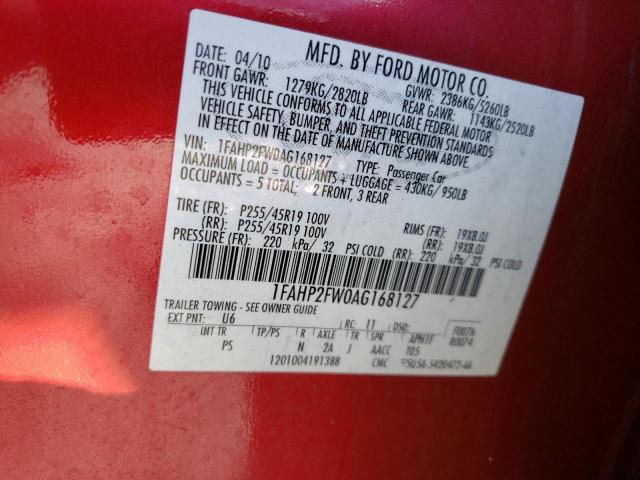 MFD. BY FORD MOTOR CO.
DATE: 04/10
GVWR: 2386KG/5260LB
FRONT GAWR: 1279KG/2820LB REAR GAWR: 1143KG/2520LB
THIS VEHICLE CONFORMS TO ALL APPLICABLE FEDERAL MOTOR
VEHICLE SAFETY, BUMPER, AND THEFT PREVENTION STANDARDS
IN EFFECT ON THE DATE OF MANUFACTURE SHOWN ABOVE.
VIN: 1FAHP2FW0AG168127 TYPE: Passenger Car
MAXIMUM LOAD = OCCUPANTS + LUGGAGE = 430KG/950LB
OCCUPANTS = 5 TOTAL: 2 FRONT, 3 REAR
TIRE (FR): P255/45R19 100V RIMS (FR): 19X8.0J
(RR): P255/45R19 100V (RR): 19X8.0J
PRESSURE (FR): 220 kPa/ 32 PSI COLD (RR): 220 kPa/ 32 PSI COLD
1FAHP2FW0AG168127
TRAILER TOWING - SEE OWNER GUIDE
EXT PNT: U6 RC: 11 DSO: F0076
INT TR TP/PS R AXLE TR SPR APHTF R0074
PS N 2A J AACC T05
1201004191388 CMC